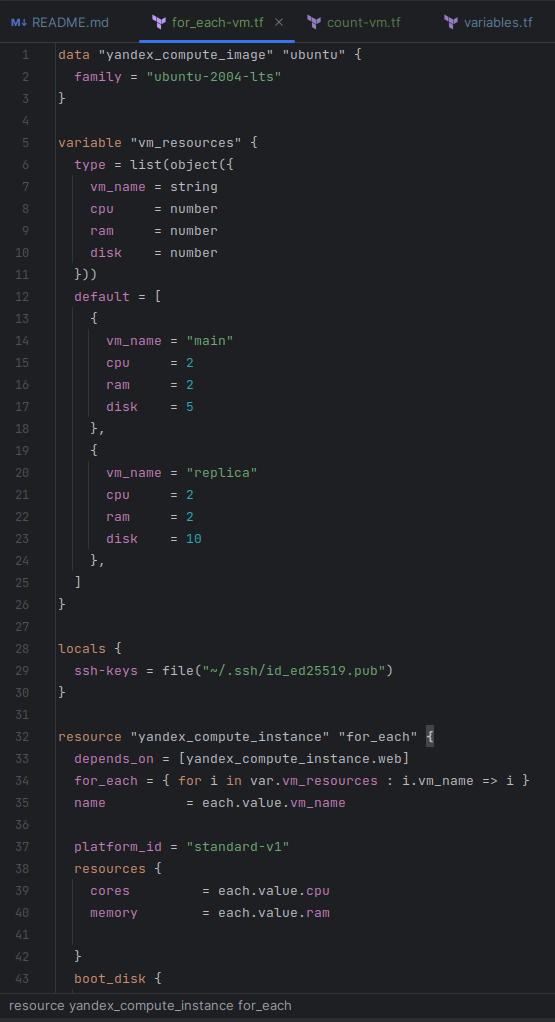 README.md for_each-vm.tf count-vm.tf variables.tf
1 data "yandex_compute_image" "ubuntu" {
2   family = "ubuntu-2004-lts"
3 }
4
5 variable "vm_resources" {
6   type = list(object({
7     vm_name = string
8     cpu     = number
9     ram     = number
10     disk    = number
11   }))
12   default = [
13     {
14       vm_name = "main"
15       cpu     = 2
16       ram     = 2
17       disk    = 5
18     },
19     {
20       vm_name = "replica"
21       cpu     = 2
22       ram     = 2
23       disk    = 10
24     },
25   ]
26 }
27
28 locals {
29   ssh-keys = file("~/.ssh/id_ed25519.pub")
30 }
31
32 resource "yandex_compute_instance" "for_each" {
33   depends_on = [yandex_compute_instance.web]
34   for_each = { for i in var.vm_resources : i.vm_name => i }
35   name          = each.value.vm_name
36
37   platform_id = "standard-v1"
38   resources {
39     cores         = each.value.cpu
40     memory        = each.value.ram
41
42   }
43   boot_disk {
resource yandex_compute_instance for_each